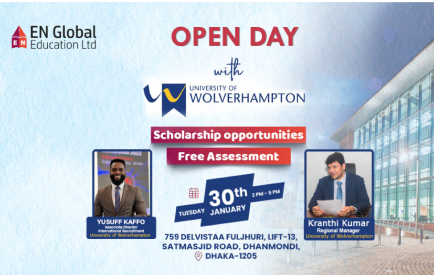 EN Global
Education Ltd
EN
OPEN DAY
with
UNIVERSITY OF
WOLVERHAMPTON
Scholarship opportunities
Free Assessment
TUESDAY
30th
JANUARY
2 PM - 5 PM
YUSUFF KAFFO
Associate Director
International Recruitment
University of Wolverhampton
Kranthi Kumar
Regional Manager
University of Wolverhampton
759 DELVISTAA FULJHURI, LIFT-13,
SATMASJID ROAD, DHANMONDI,
DHAKA-1205